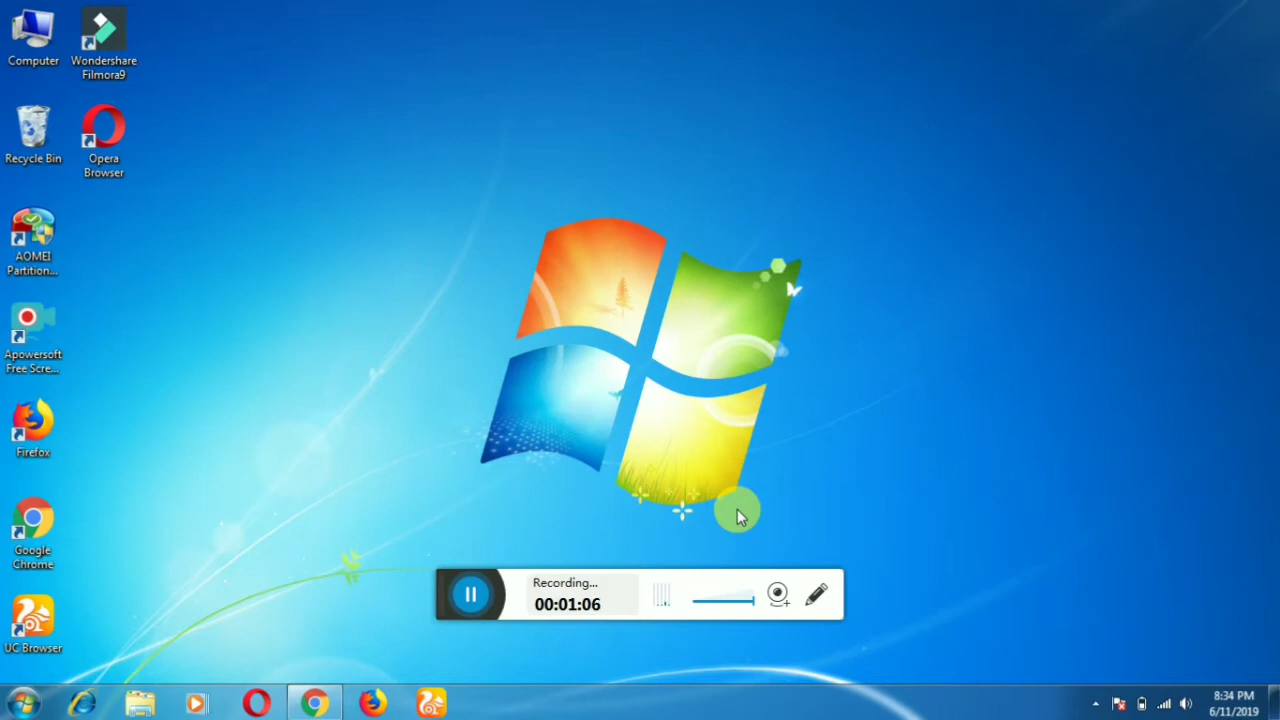 Computer
Wondershare
Filmora9
Recycle Bin
Opera
Browser
AOMEI
Partition...
Apowersoft
Free Scre...
Firefox
Google
Chrome
UC Browser
Recording...
00:01:06
8:34 PM
6/11/2019